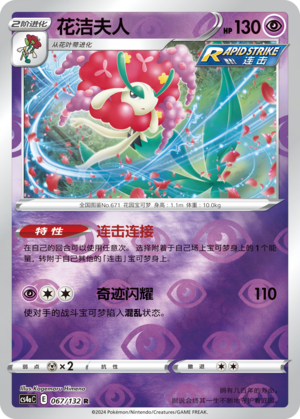 2阶进化
花洁夫人
HP 130
从花叶蒂进化
RAPID STRIKE
连击
全国图鉴No.671 花园宝可梦 身高：1.1m 体重：10.0kg
特性 连击连接
在自己的回合可以使用任意次。选择附着于自己场上宝可梦身上的1个能
量，转附于自己其他的「连击」宝可梦身上。
奇迹闪耀 110
使对手的战斗宝可梦陷入混乱状态。
弱点 ×2 抵抗力 撤退
Illus.Kagemaru Himeno
CS4aC E 067/132 R
©2024 Pokémon/Nintendo/Creatures/GAME FREAK.